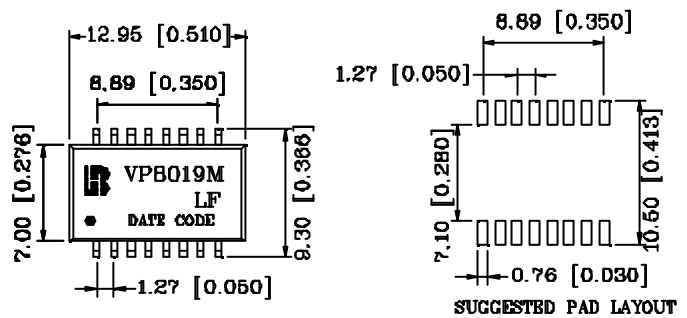 12.95 [0.510]
8.89 [0.350]
7.00 [0.276]
VP8019M
LF
DATE CODE
9.30 [0.366]
1.27 [0.050]
8.89 [0.350]
1.27 [0.050]
7.10 [0.280]
10.50 [0.413]
0.76 [0.030]
SUGGESTED PAD LAYOUT